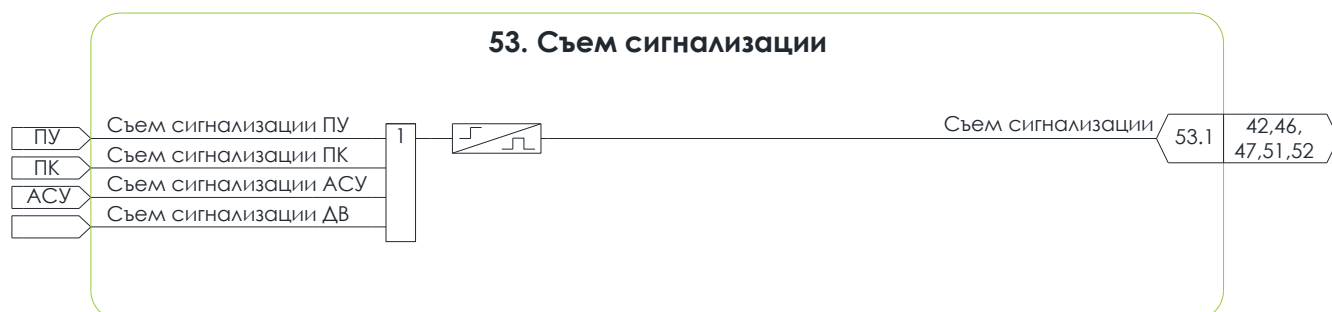 53. Съем сигнализации
ПУ
Съем сигнализации ПУ
1
ПК
Съем сигнализации ПК
АСУ
Съем сигнализации АСУ
Съем сигнализации ДВ
Съем сигнализации
53.1
42,46,
47,51,52